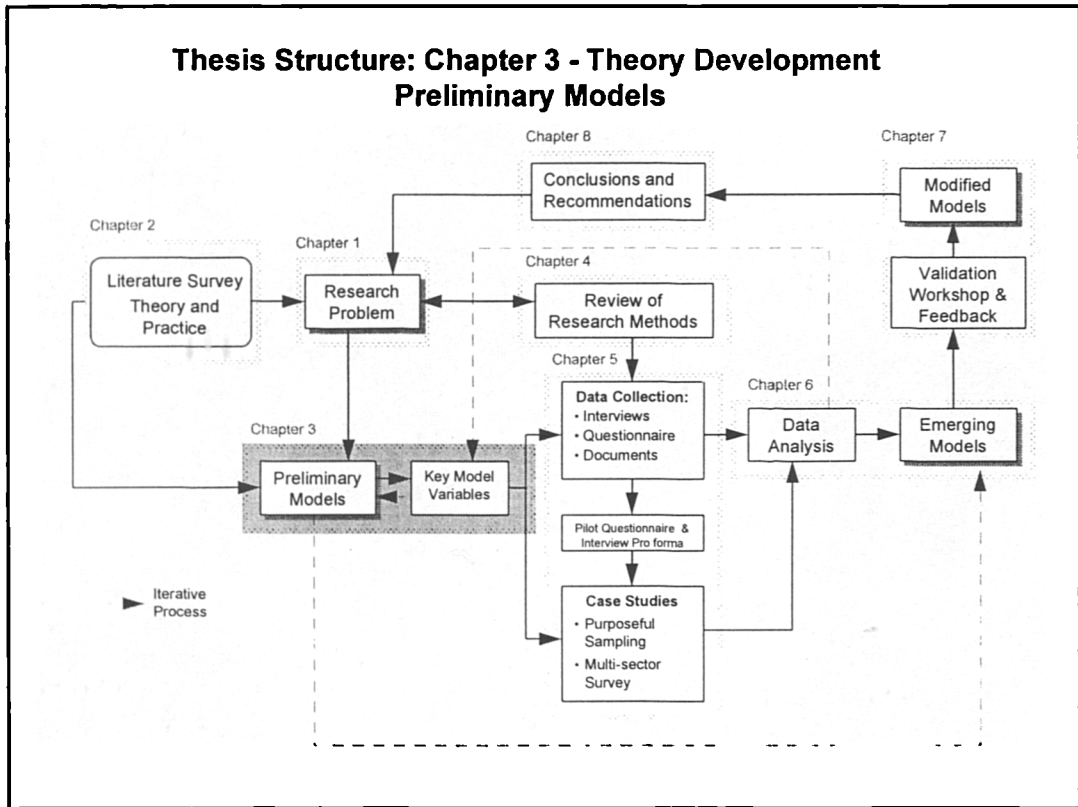 Thesis Structure: Chapter 3 - Theory Development
Preliminary Models
Chapter 8
Conclusions and
Recommendations
Chapter 7
Modified
Models
Chapter 2
Literature Survey
Theory and
Practice
Chapter 1
Research
Problem
Chapter 4
Review of
Research Methods
Validation
Workshop &
Feedback
Chapter 5
Data Collection:
• Interviews
• Questionnaire
• Documents
Chapter 6
Data
Analysis
Emerging
Models
Chapter 3
Preliminary
Models
Key Model
Variables
Pilot Questionnaire &
Interview Pro forma
Iterative
Process
Case Studies
• Purposeful
Sampling
• Multi-sector
Survey